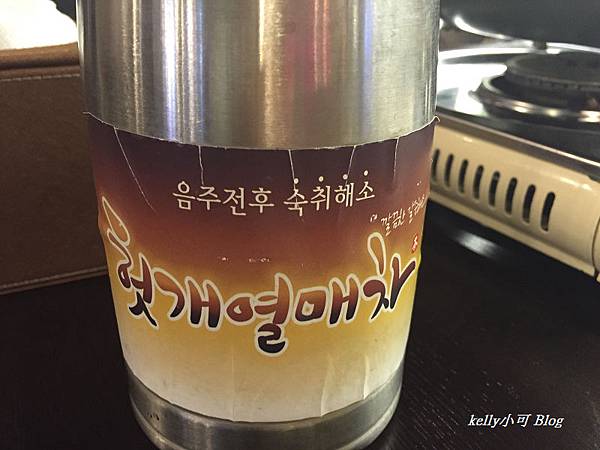 음주전후 숙취해소
헛개열매차
kelly小可 Blog